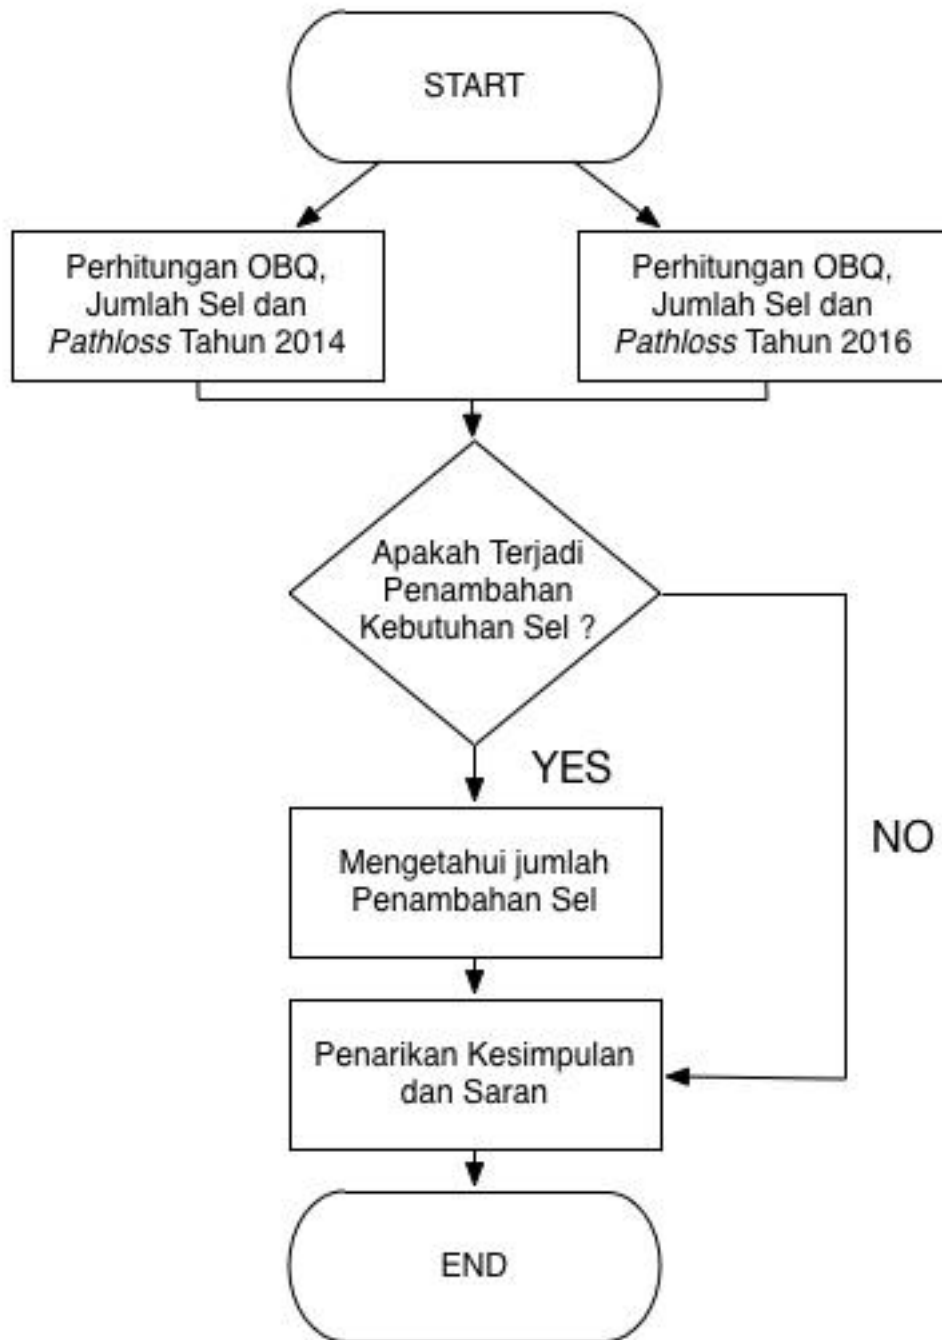 START
Perhitungan OBQ,
Jumlah Sel dan
Pathloss Tahun 2014
Perhitungan OBQ,
Jumlah Sel dan
Pathloss Tahun 2016
Apakah Terjadi
Penambahan
Kebutuhan Sel ?
YES
NO
Mengetahui jumlah
Penambahan Sel
Penarikan Kesimpulan
dan Saran
END